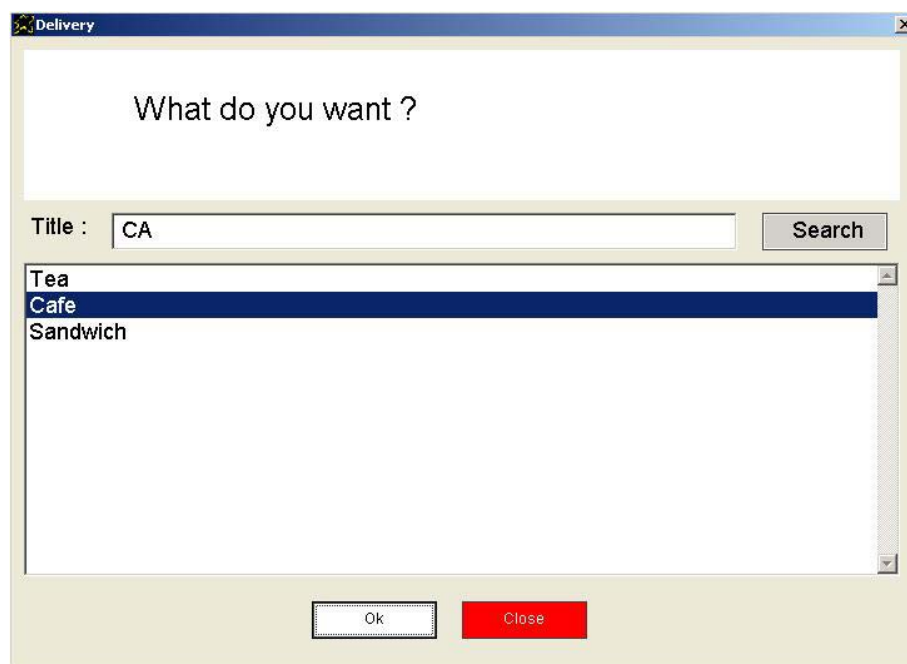 Delivery
What do you want ?
Title :
CA
Search
Tea
Cafe
Sandwich
Ok
Close